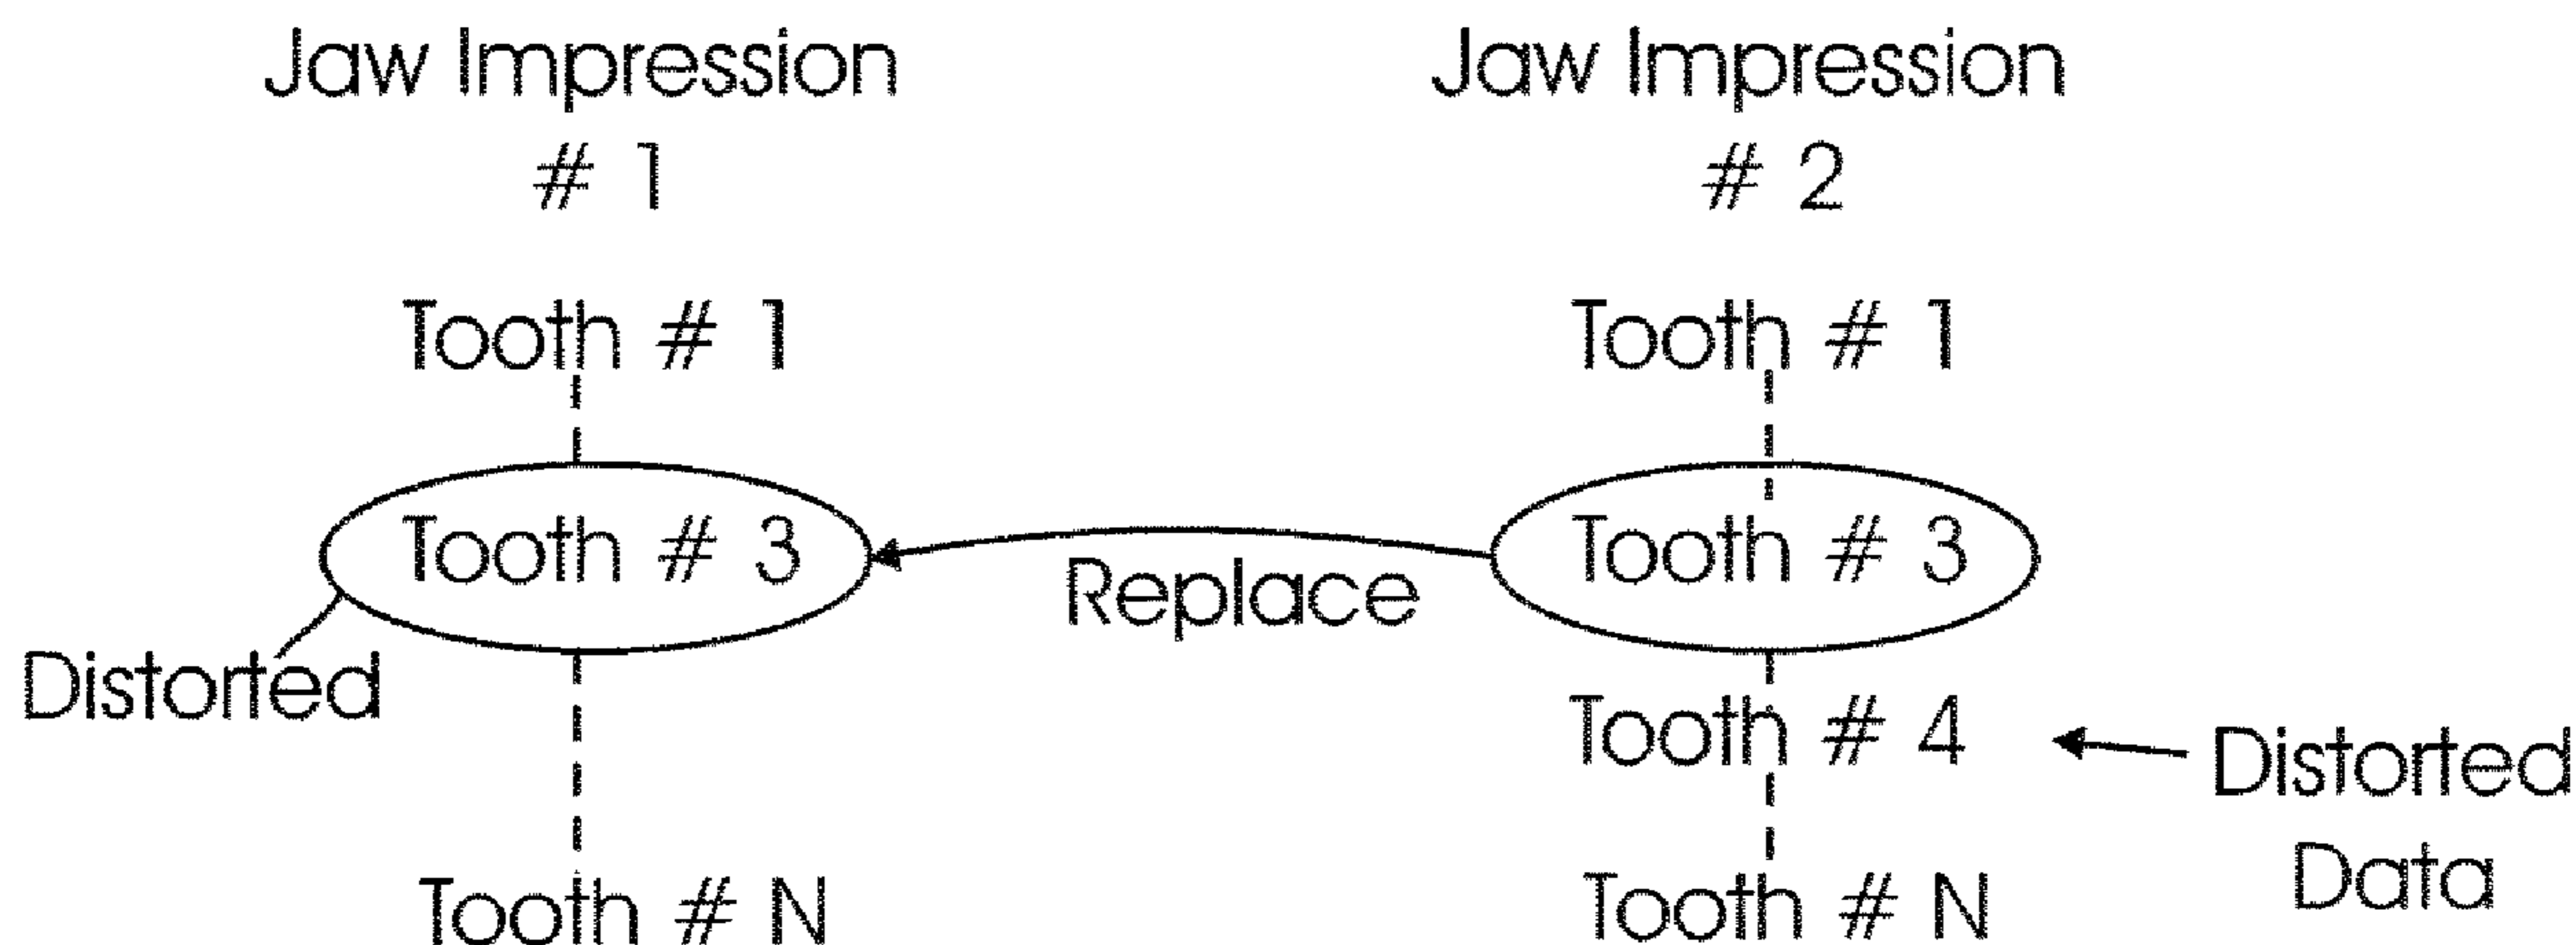 Jaw Impression
# 1
Jaw Impression
# 2
Tooth # 1
Tooth # 1
Tooth # 3
Replace
Tooth # 3
Distorted
Tooth # 4
Distorted
Data
Tooth # N
Tooth # N